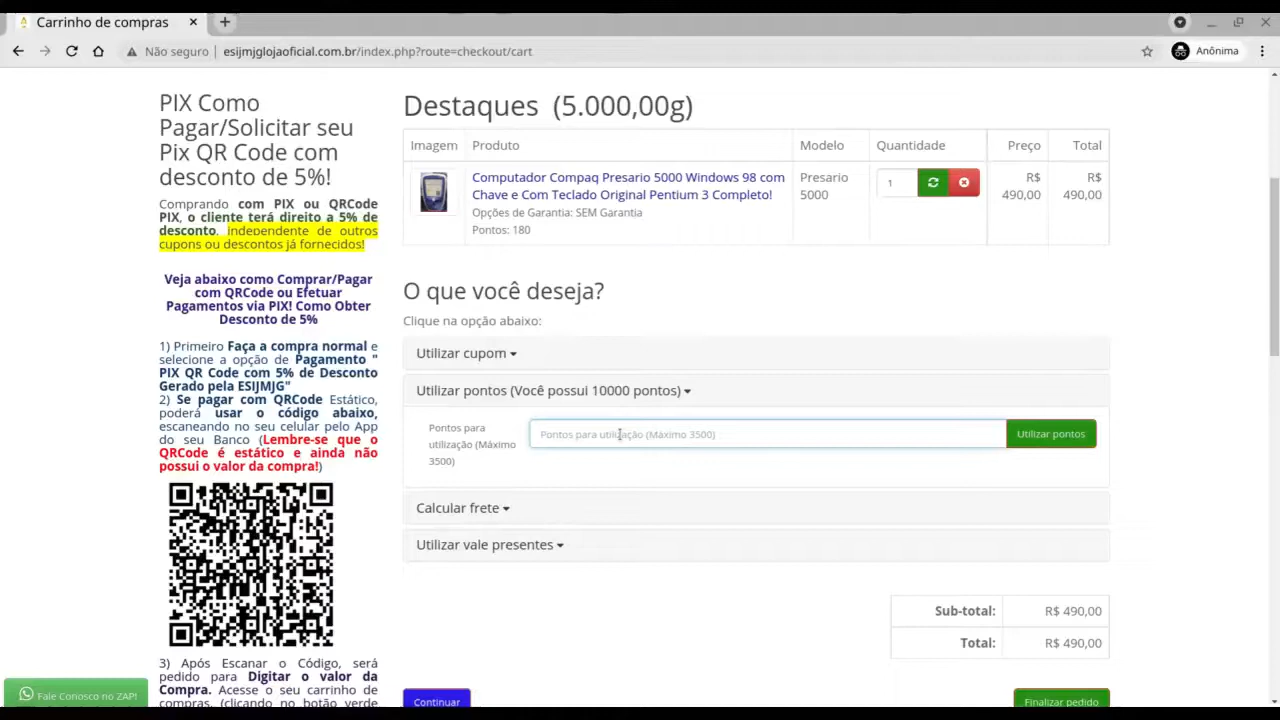 Carrinho de compras
Não seguro
esijmjglojaoficial.com.br/index.php?route=checkout/cart
Anônima
PIX Como
Pagar/Solicitar seu
Pix QR Code com
desconto de 5%!
Comprando com PIX ou QRCode
PIX, o cliente terá direito a 5% de
desconto, independente de outros
cupons ou descontos já fornecidos!
Veja abaixo como Comprar/Pagar
com QRCode ou Efetuar
Pagamentos via PIX! Como Obter
Desconto de 5%
1) Primeiro Faça a compra normal e
selecione a opção de Pagamento "
PIX QR Code com 5% de Desconto
Gerado pela ESIJMJG"
2) Se pagar com QRCode Estático,
poderá usar o código abaixo,
escaneando no seu celular pelo App
do seu Banco (Lembre-se que o
QRCode é estático e ainda não
possui o valor da compra!)
3) Após Escanar o Código, será
pedido para Digitar o valor da
Compra. Acesse o seu carrinho de
compras, (clicando no botão verde
Fale Conosco no ZAP!
Destaques (5.000,00g)
Imagem Produto Modelo Quantidade Preço Total
Computador Compaq Presario 5000 Windows 98 com
Chave e Com Teclado Original Pentium 3 Completo!
Opções de Garantia: SEM Garantia
Pontos: 180
Presario
5000
1
R$
490,00
R$
490,00
O que você deseja?
Clique na opção abaixo:
Utilizar cupom
Utilizar pontos (Você possui 10000 pontos)
Pontos para
utilização (Máximo
3500)
Pontos para utilização (Máximo 3500)
Utilizar pontos
Calcular frete
Utilizar vale presentes
Sub-total: R$ 490,00
Total: R$ 490,00
Continuar
Finalizar pedido